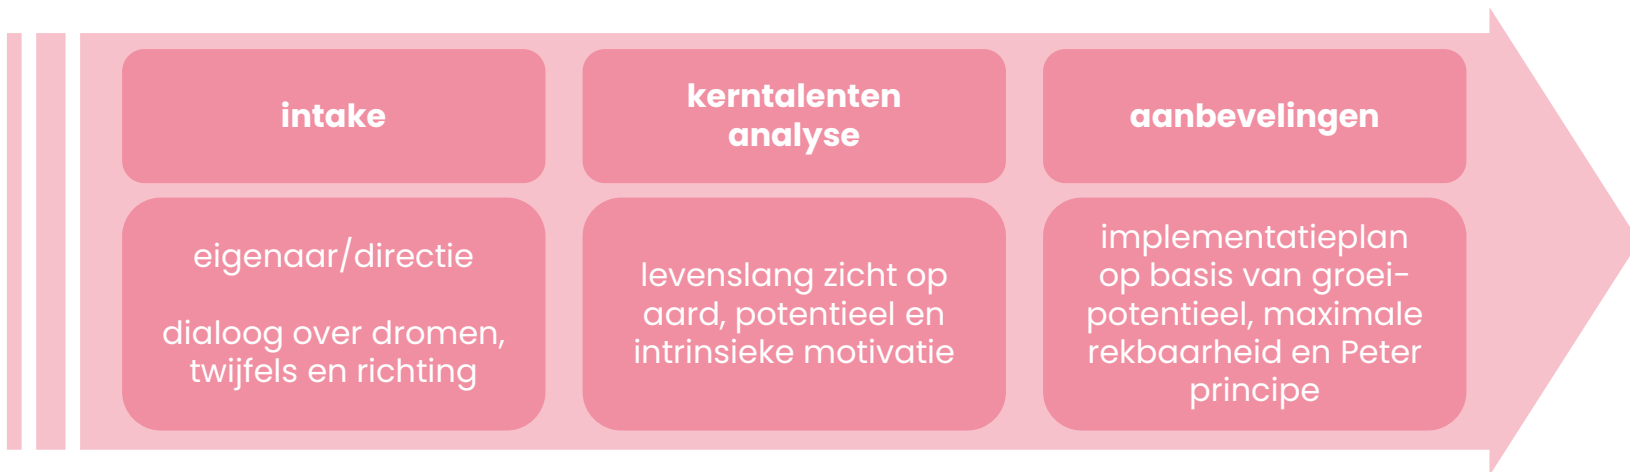 intake
eigenaar/directie
dialoog over dromen,
twijfels en richting
kerntalenten
analyse
levenslang zicht op
aard, potentieel en
intrinsieke motivatie
aanbevelingen
implementatieplan
op basis van groei-
potentieel, maximale
rekbaarheid en Peter
principe